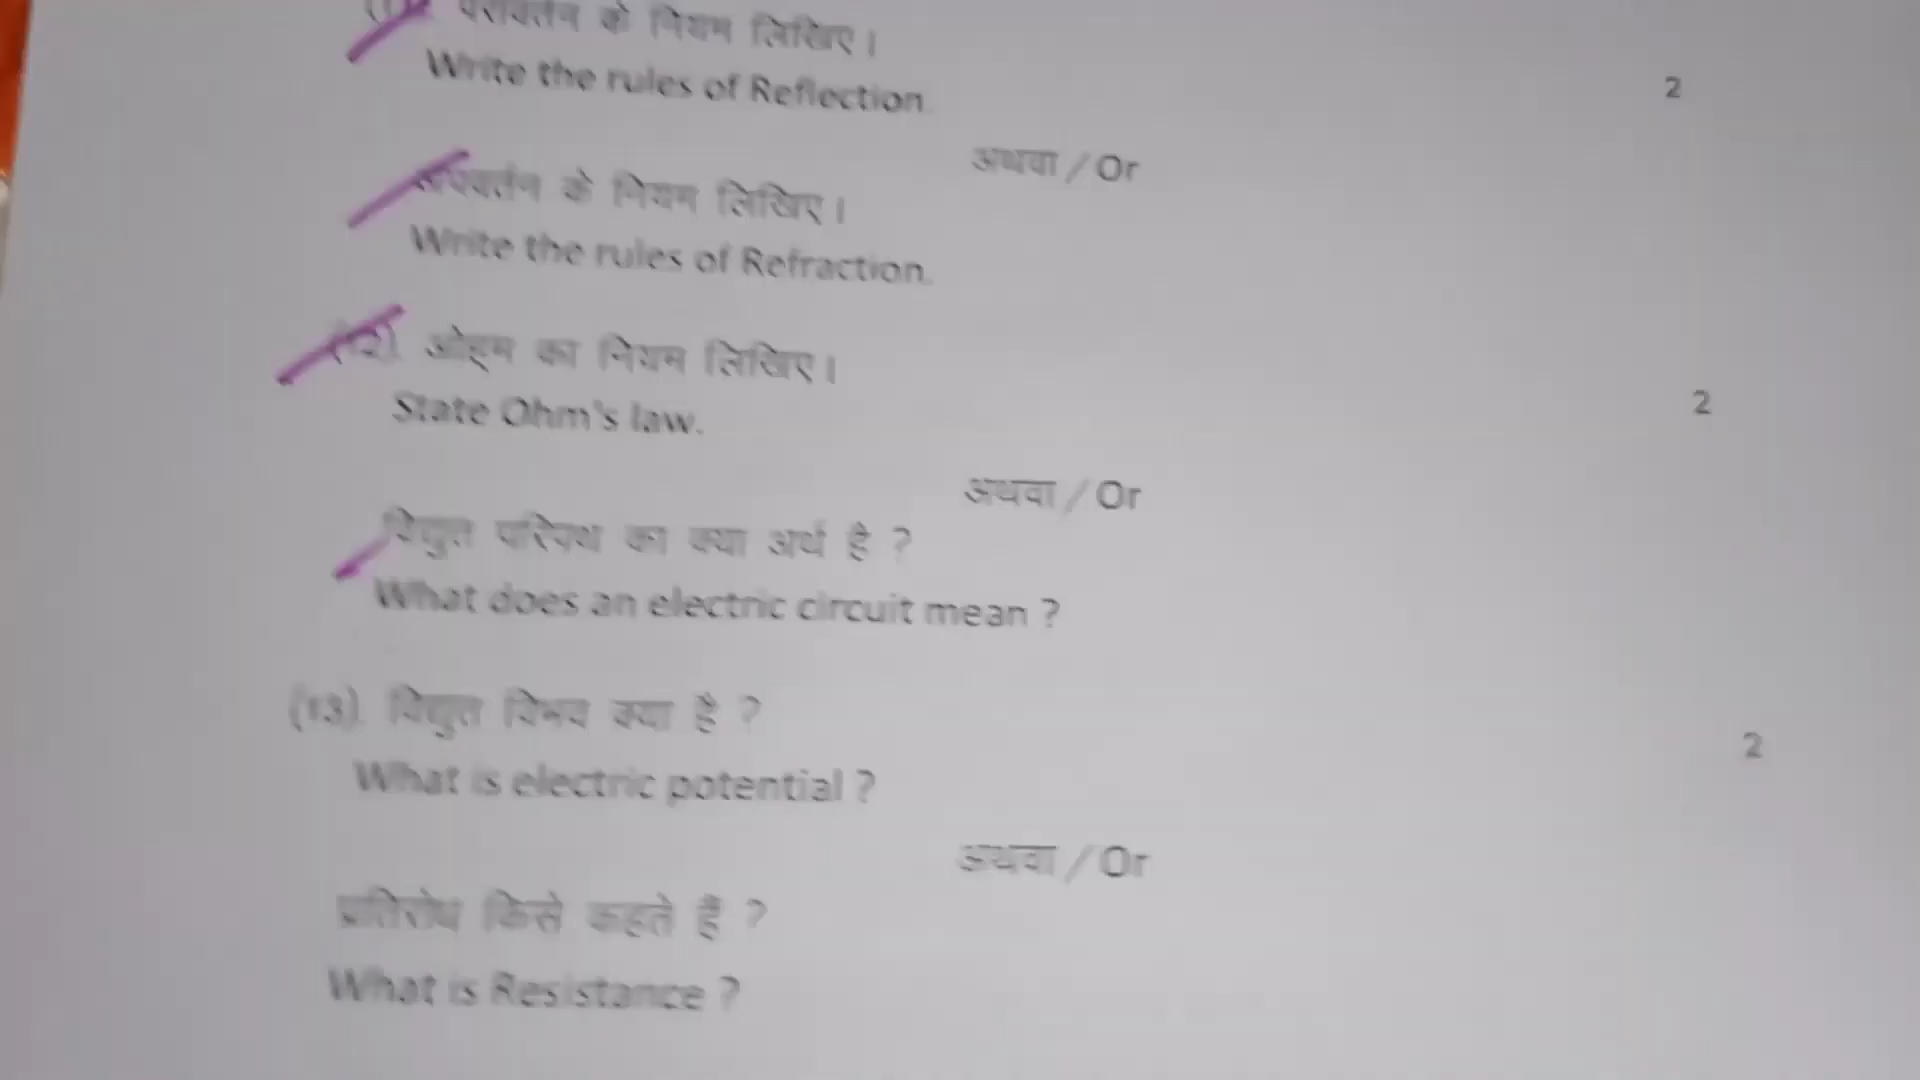 परावर्तन के नियम लिखिए।
Write the rules of Reflection.
2
अथवा / Or
अपवर्तन के नियम लिखिए।
Write the rules of Refraction.
(12) ओह्म का नियम लिखिए।
State Ohm's law.
2
अथवा / Or
विद्युत परिपथ का क्या अर्थ है ?
What does an electric circuit mean ?
(13) विद्युत विभव क्या है ?
What is electric potential ?
2
अथवा / Or
प्रतिरोध किसे कहते हैं ?
What is Resistance ?